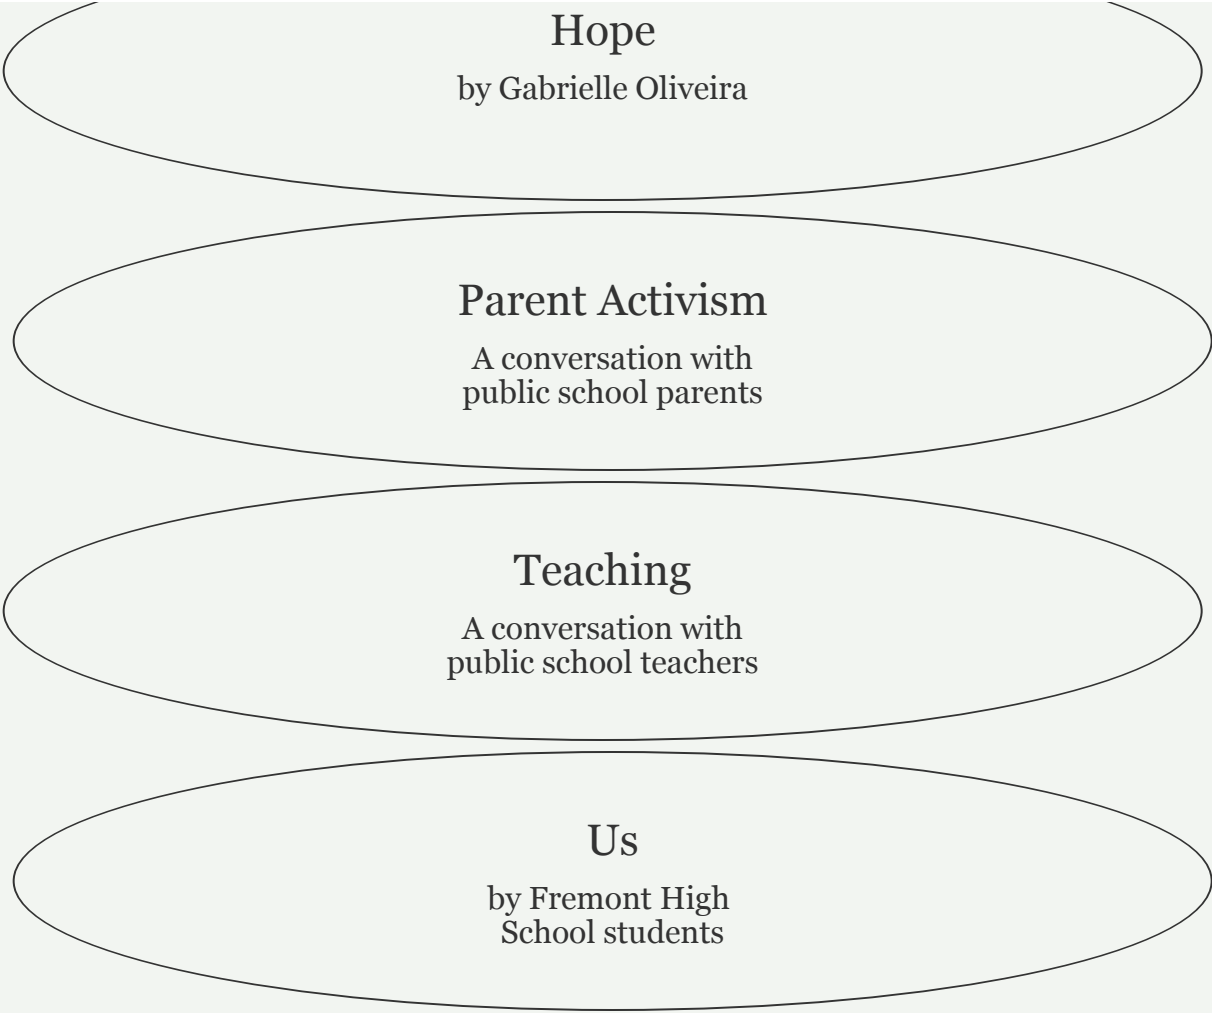 Hope
by Gabrielle Oliveira
Parent Activism
A conversation with
public school parents
Teaching
A conversation with
public school teachers
Us
by Fremont High
School students